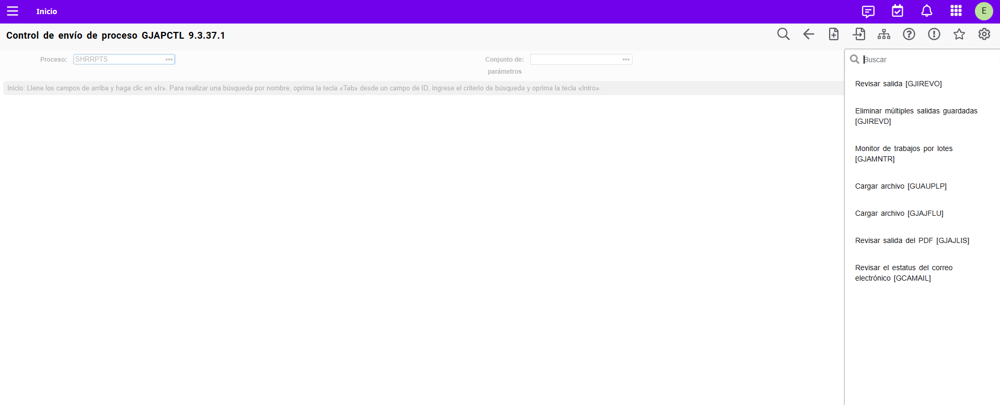 Inicio
E
Control de envío de proceso GJAPCTL 9.3.37.1
Proceso: SHRRPTS
Conjunto de:
parámetros
Inicio: Llene los campos de arriba y haga clic en «Ir». Para realizar una búsqueda por nombre, oprima la tecla «Tab» desde un campo de ID, ingrese el criterio de búsqueda y oprima la tecla «Intro».
Buscar
Revisar salida [GJIREVO]
Eliminar múltiples salidas guardadas
[GJIREVD]
Monitor de trabajos por lotes
[GJAMNTR]
Cargar archivo [GUAUPLP]
Cargar archivo [GJAJFLU]
Revisar salida del PDF [GJAJLIS]
Revisar el estatus del correo
electrónico [GCAMAIL]